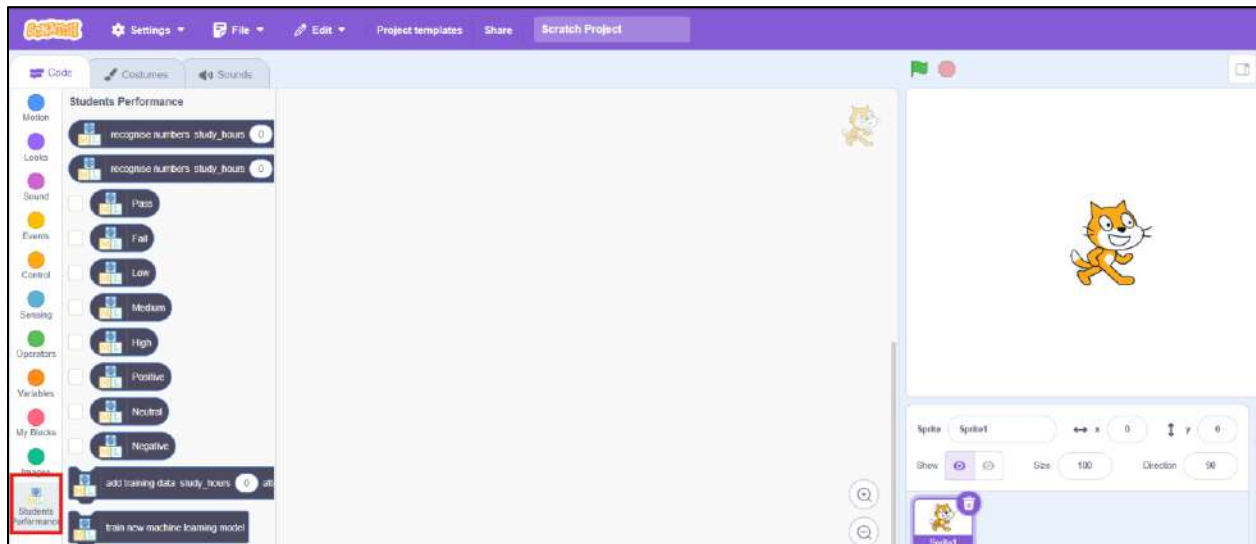 SCRATCH Settings File Edit Project templates Share Scratch Project
Code Costumes Sounds
Motion
Looks
Sound
Events
Control
Sensing
Operators
Variables
My Blocks
Images
Students
Performance
Students Performance
recognise numbers study_hours 0
recognise numbers study_hours 0
Pass
Fail
Low
Medium
High
Positive
Neutral
Negative
add training data study_hours 0
train new machine learning model
Sprite Sprite1 x 0 y 0
Show Size 100 Direction 90
Sprite1